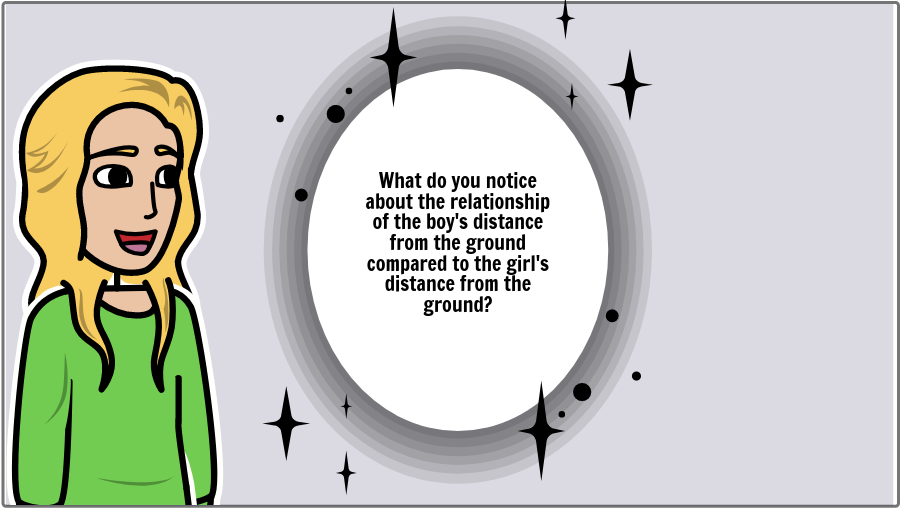 What do you notice
about the relationship
of the boy's distance
from the ground
compared to the girl's
distance from the
ground?